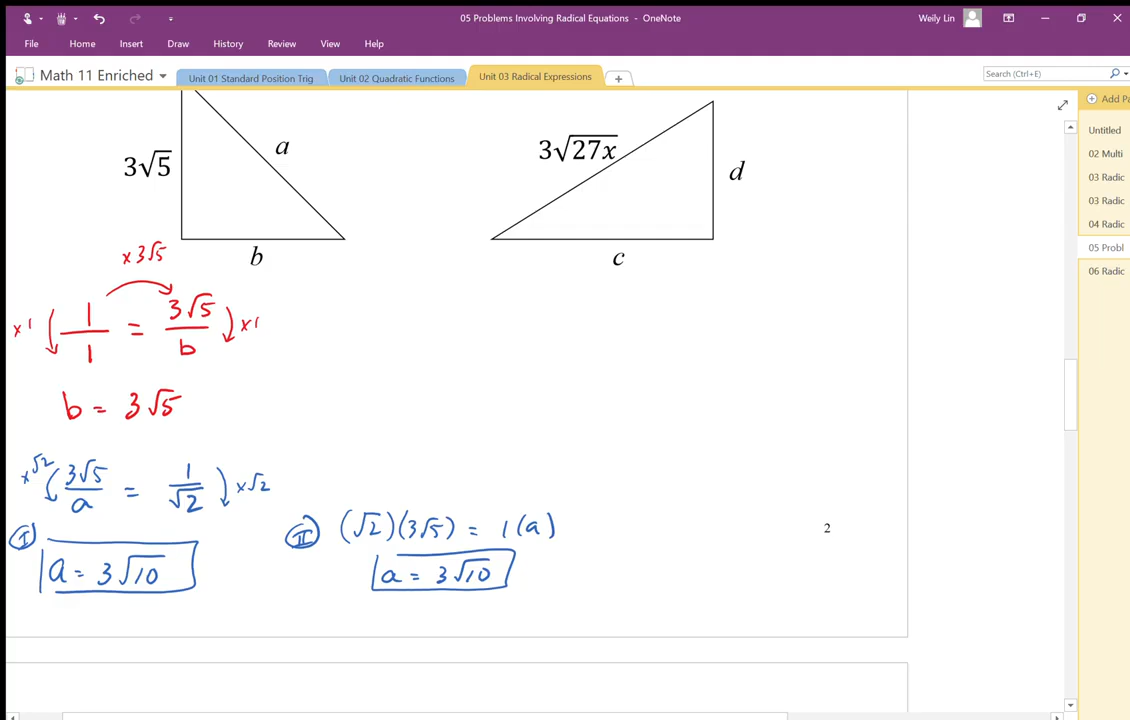 05 Problems Involving Radical Equations - OneNote
Weily Lin
File Home Insert Draw History Review View Help
Math 11 Enriched
Unit 01 Standard Position Trig
Unit 02 Quadratic Functions
Unit 03 Radical Expressions
Search (Ctrl+E)
Add Pa
Untitled
02 Multi
03 Radic
03 Radic
04 Radic
05 Probl
06 Radic
3√5
a
b
3√27x
d
c
x3√5
x1 1/1 = 3√5/b x1
b = 3√5
x√2 3√5/a = 1/√2 x√2
I
a = 3√10
II (√2)(3√5) = 1(a)
a = 3√10
2